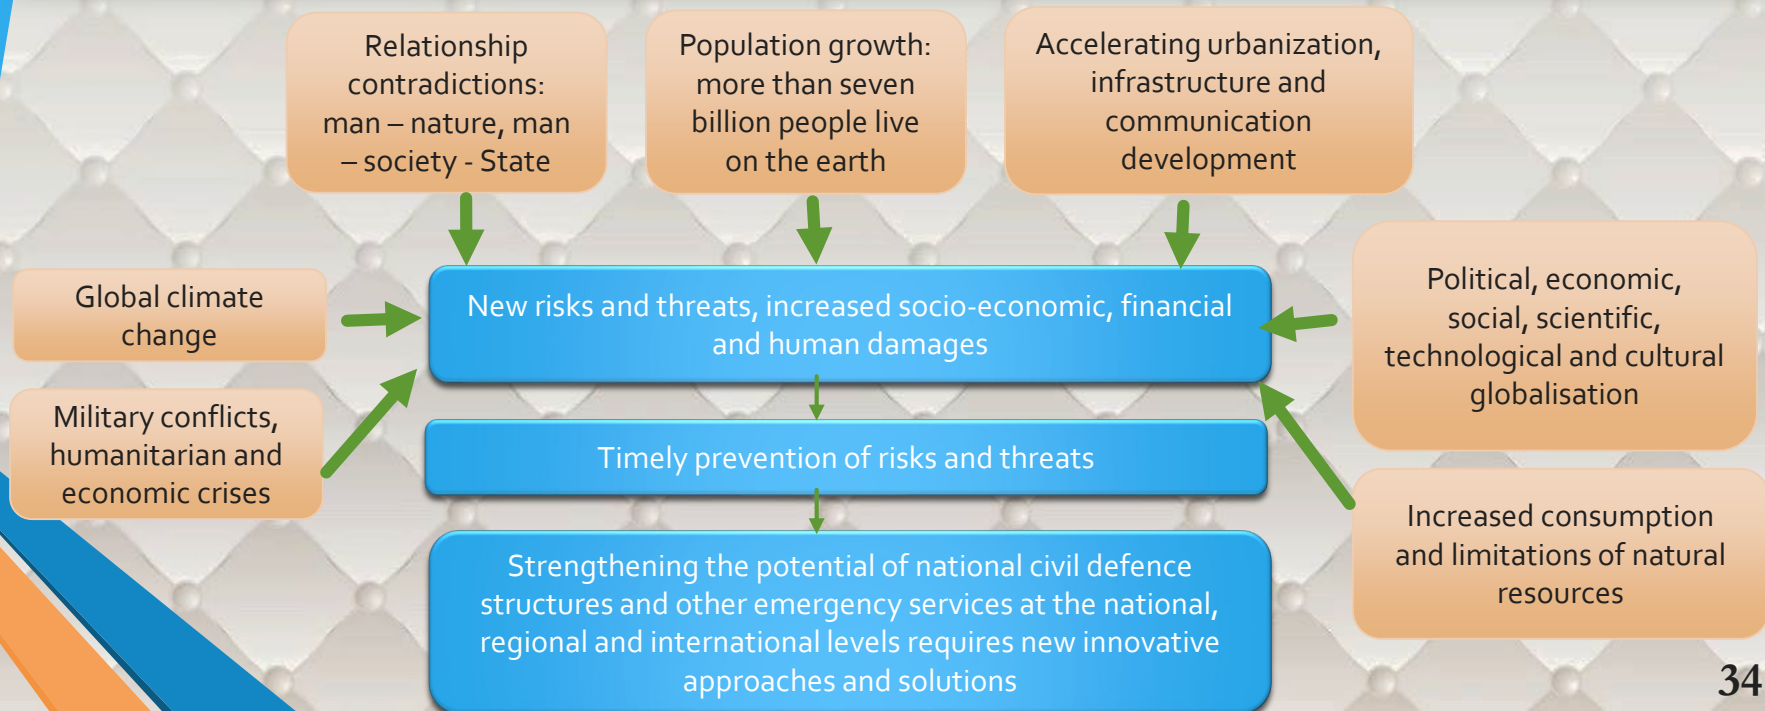 Relationship
contradictions:
man – nature, man
– society - State
Population growth:
more than seven
billion people live
on the earth
Accelerating urbanization,
infrastructure and
communication
development
Global climate
change
New risks and threats, increased socio-economic, financial
and human damages
Political, economic,
social, scientific,
technological and cultural
globalisation
Military conflicts,
humanitarian and
economic crises
Timely prevention of risks and threats
Increased consumption
and limitations of natural
resources
Strengthening the potential of national civil defence
structures and other emergency services at the national,
regional and international levels requires new innovative
approaches and solutions
34